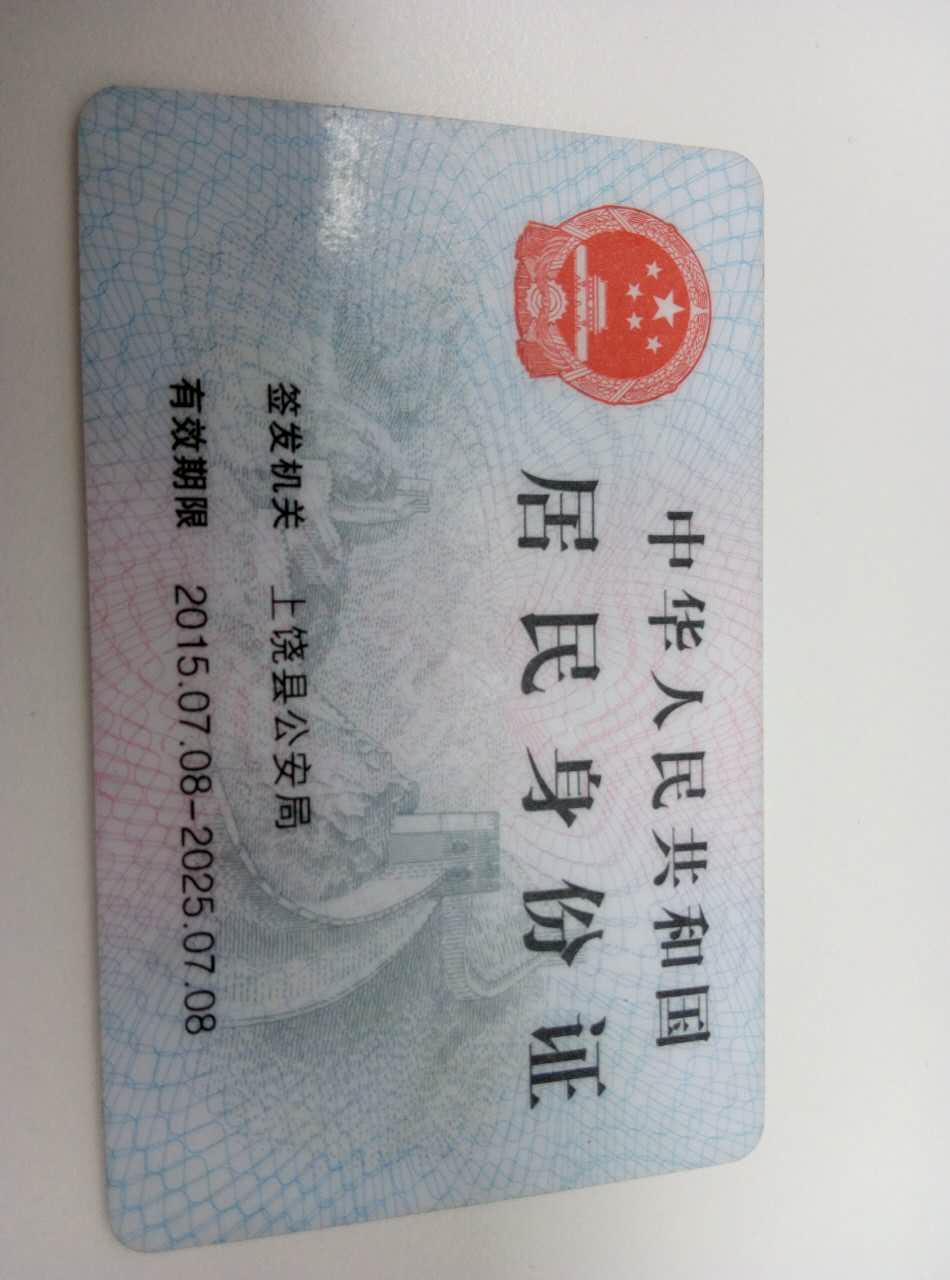 中华人民共和国
居民身份证
签发机关 上饶县公安局
有效期限 2015.07.08-2025.07.08